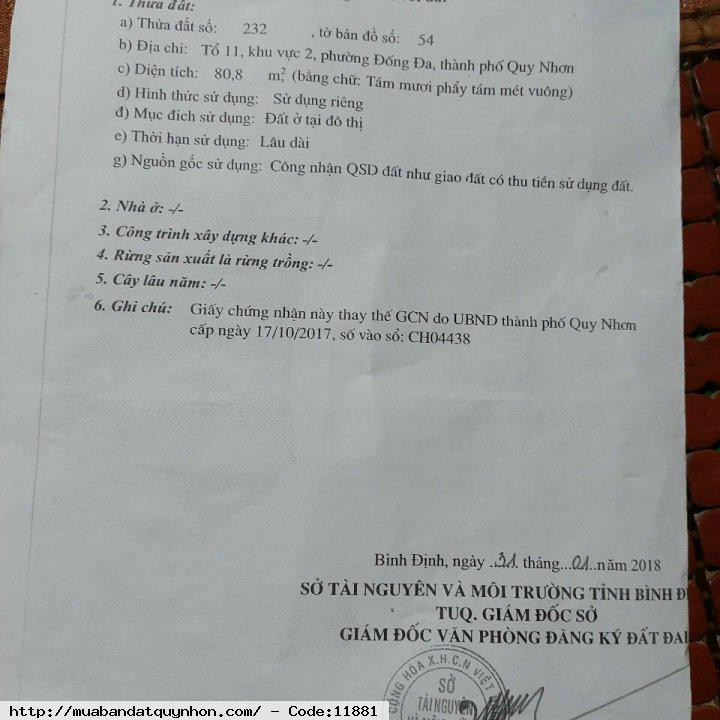 1. Thửa đất:
a) Thửa đất số: 232 , tờ bản đồ số: 54
b) Địa chỉ: Tổ 11, khu vực 2, phường Đống Đa, thành phố Quy Nhơn
c) Diện tích: 80,8 m², (bằng chữ: Tám mươi phẩy tám mét vuông)
d) Hình thức sử dụng: Sử dụng riêng
đ) Mục đích sử dụng: Đất ở tại đô thị
e) Thời hạn sử dụng: Lâu dài
g) Nguồn gốc sử dụng: Công nhận QSD đất như giao đất có thu tiền sử dụng đất.
2. Nhà ở: -/-
3. Công trình xây dựng khác: -/-
4. Rừng sản xuất là rừng trồng: -/-
5. Cây lâu năm: -/-
6. Ghi chú: Giấy chứng nhận này thay thế GCN do UBND thành phố Quy Nhơn
cấp ngày 17/10/2017, số vào sổ: CH04438
Bình Định, ngày ..31. tháng...01..năm 2018
SỞ TÀI NGUYÊN VÀ MÔI TRƯỜNG TỈNH BÌNH Đ
TUQ. GIÁM ĐỐC SỞ
GIÁM ĐỐC VĂN PHÒNG ĐĂNG KÝ ĐẤT ĐAI
CỘNG HÒA X.H.C.N VIỆT
SỞ
TÀI NGUYÊN
http://muabandatquynhon.com/ - Code:11881